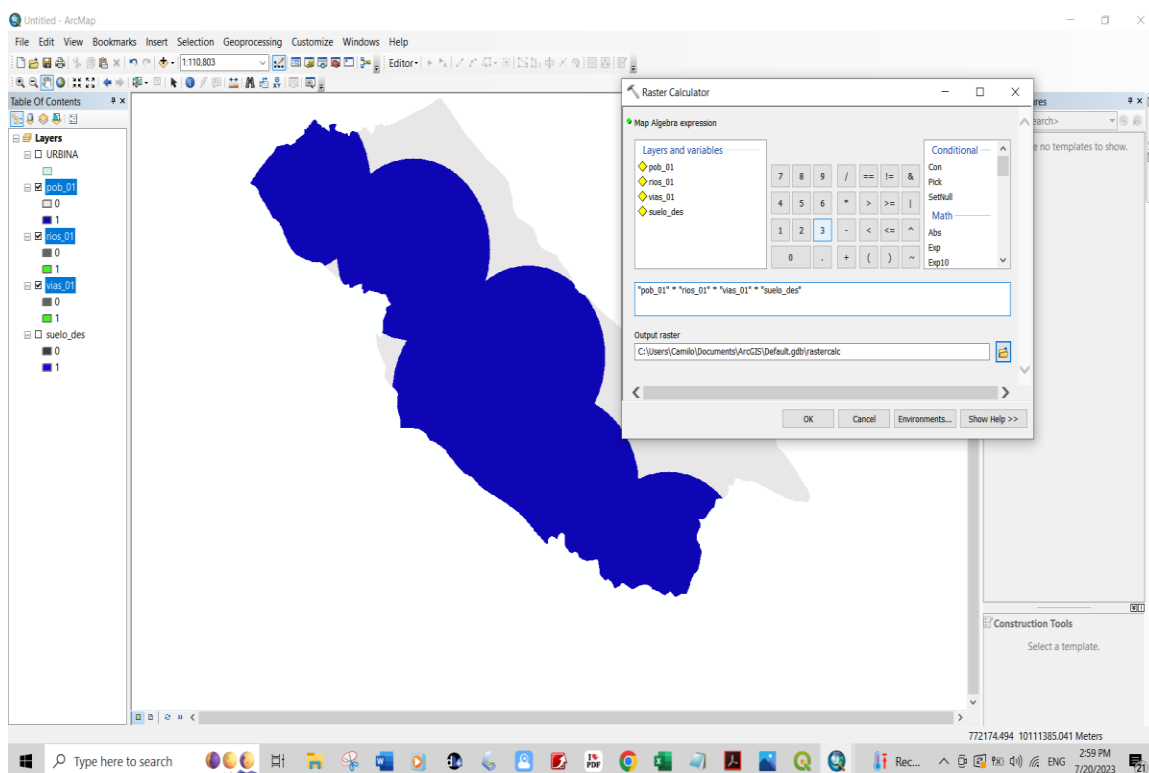 Untitled - ArcMap
File Edit View Bookmarks Insert Selection Geoprocessing Customize Windows Help
1:110,803
Editor
Table Of Contents
Layers
URBINA
pob_01
0
1
rios_01
0
1
vias_01
0
1
suelo_des
0
1
Raster Calculator
Map Algebra expression
Layers and variables
pob_01
rios_01
vias_01
suelo_des
7 8 9 / == != &
4 5 6 * > >= |
1 2 3 - < <= ^
0 . + ( ) ~
Conditional
Con
Pick
SetNull
Math
Abs
Exp
Exp10
"pob_01" * "rios_01" * "vias_01" * "suelo_des"
Output raster
C:\Users\Camilo\Documents\ArcGIS\Default.gdb\rastercalc
OK Cancel Environments... Show Help >>
ires
earch>
e no templates to show.
Construction Tools
Select a template.
772174.494 10111385.041 Meters
Type here to search
I
PDF
Rec...
ENG
2:59 PM
7/20/2023
21